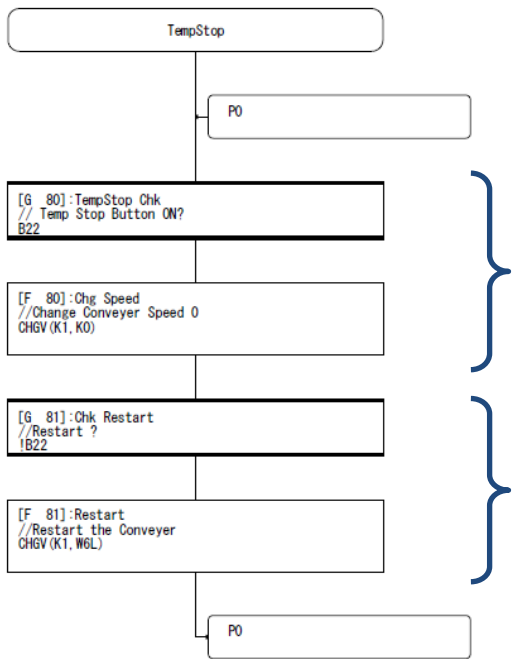 TempStop
P0
[G 80]:TempStop Chk
// Temp Stop Button ON?
B22
[F 80]:Chg Speed
//Change Conveyer Speed 0
CHGV(K1,K0)
[G 81]:Chk Restart
//Restart ?
!B22
[F 81]:Restart
//Restart the Conveyer
CHGV(K1,W6L)
P0